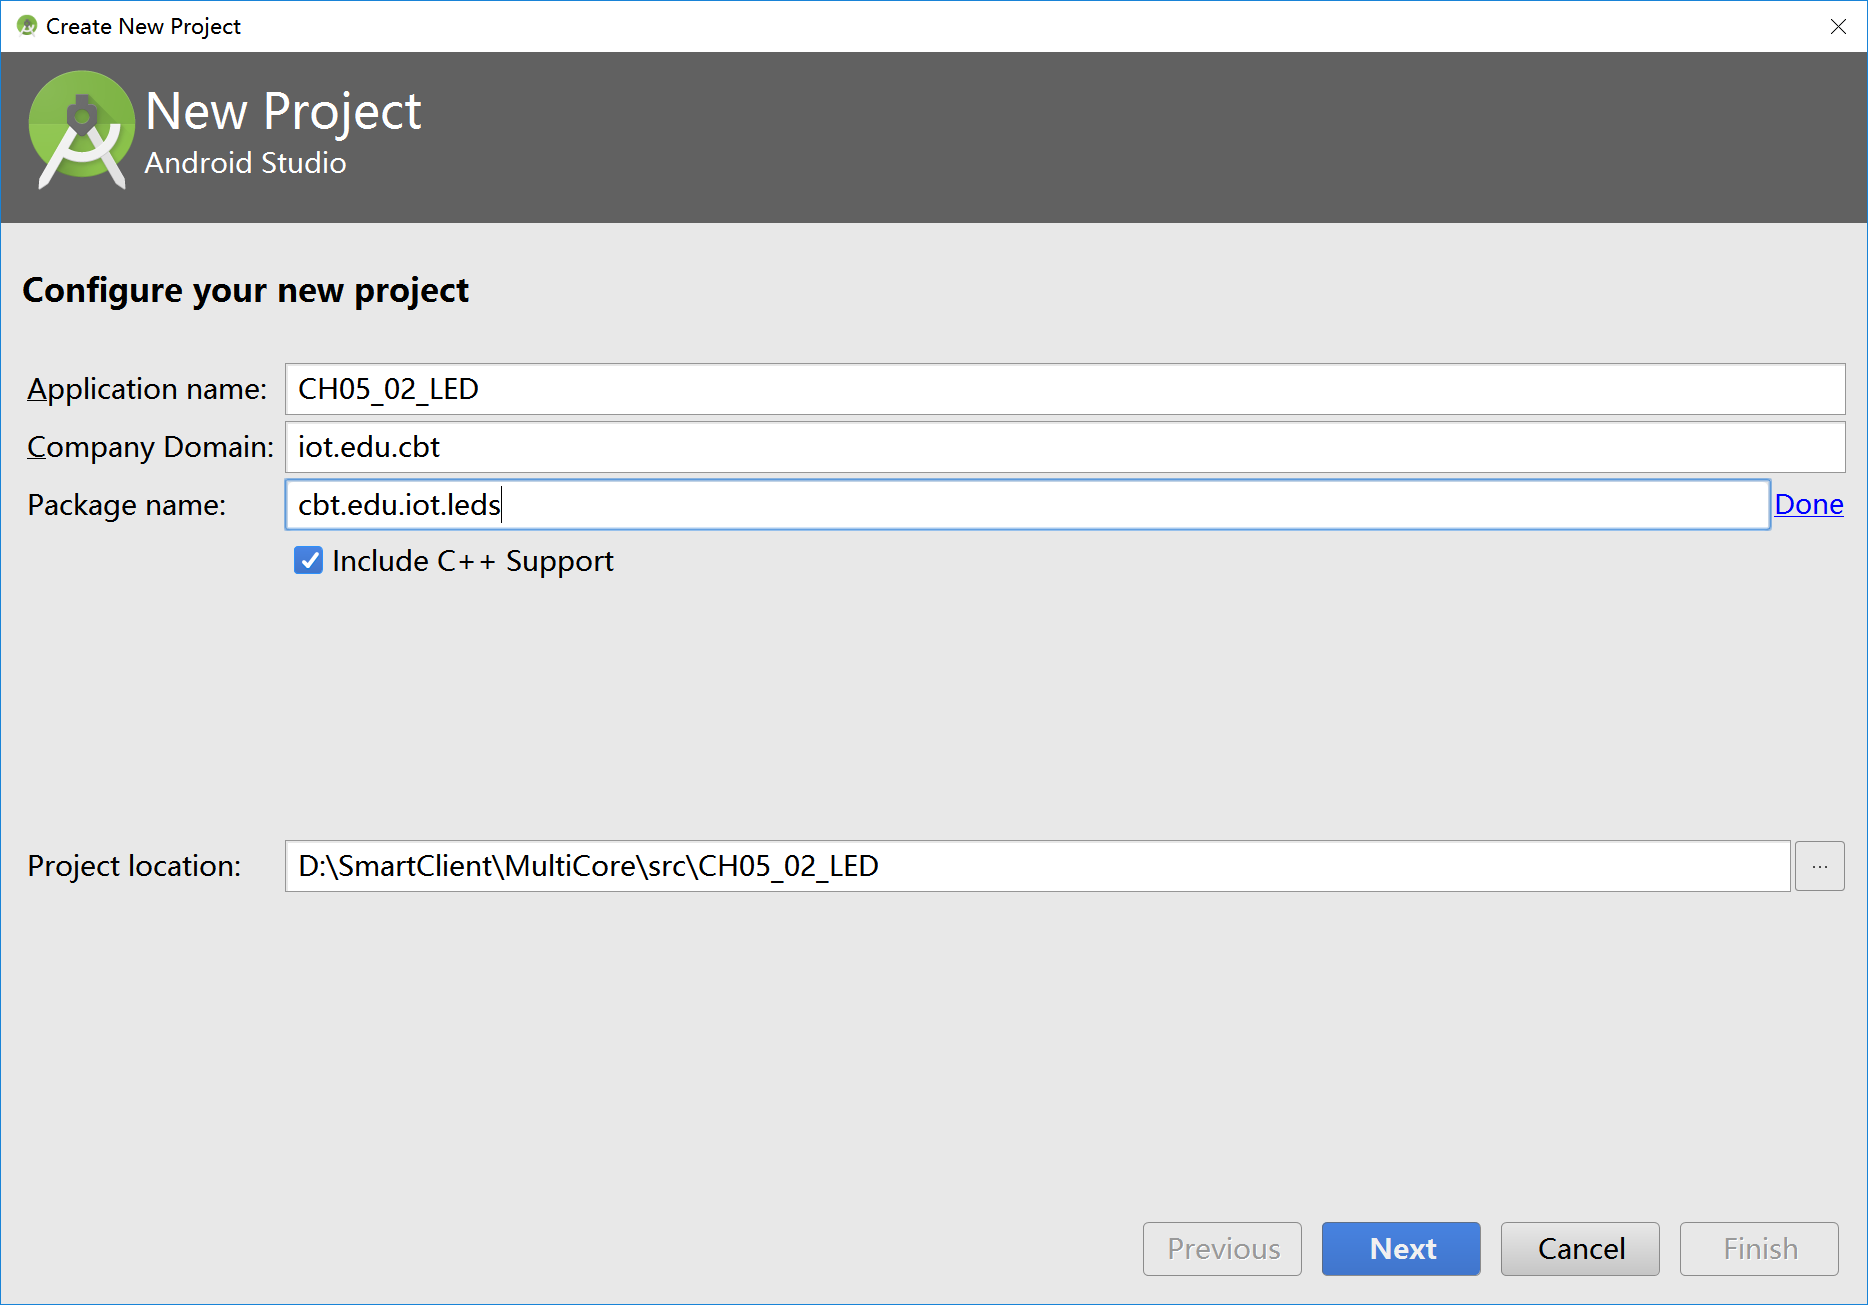 Create New Project
New Project
Android Studio
Configure your new project
Application name: CH05_02_LED
Company Domain: iot.edu.cbt
Package name: cbt.edu.iot.leds Done
Include C++ Support
Project location: D:\SmartClient\MultiCore\src\CH05_02_LED ...
Previous Next Cancel Finish